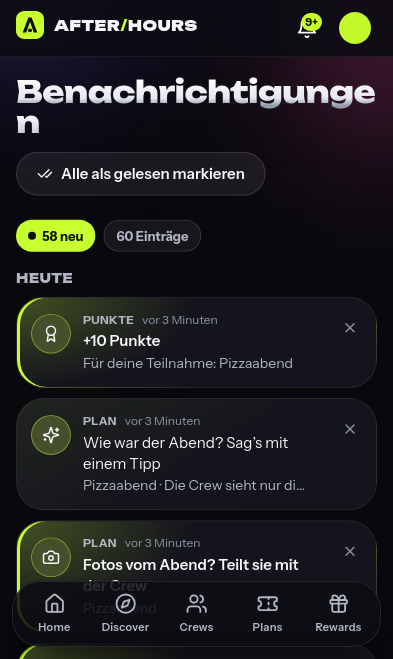 AFTER/HOURS
9+
Benachrichtigunge
n
Alle als gelesen markieren
58 neu
60 Einträge
HEUTE
PUNKTE vor 3 Minuten
+10 Punkte
Für deine Teilnahme: Pizzaabend
PLAN vor 3 Minuten
Wie war der Abend? Sag's mit
einem Tipp
Pizzaabend · Die Crew sieht nur di...
PLAN vor 3 Minuten
Fotos vom Abend? Teilt sie mit
der Crew
Pizzaabend
Home
Discover
Crews
Plans
Rewards